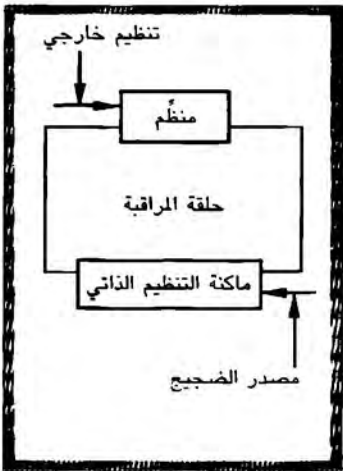 تنظيم خارجي
منظِّم
حلقة المراقبة
ماكنة التنظيم الذاتي
مصدر الضجيج